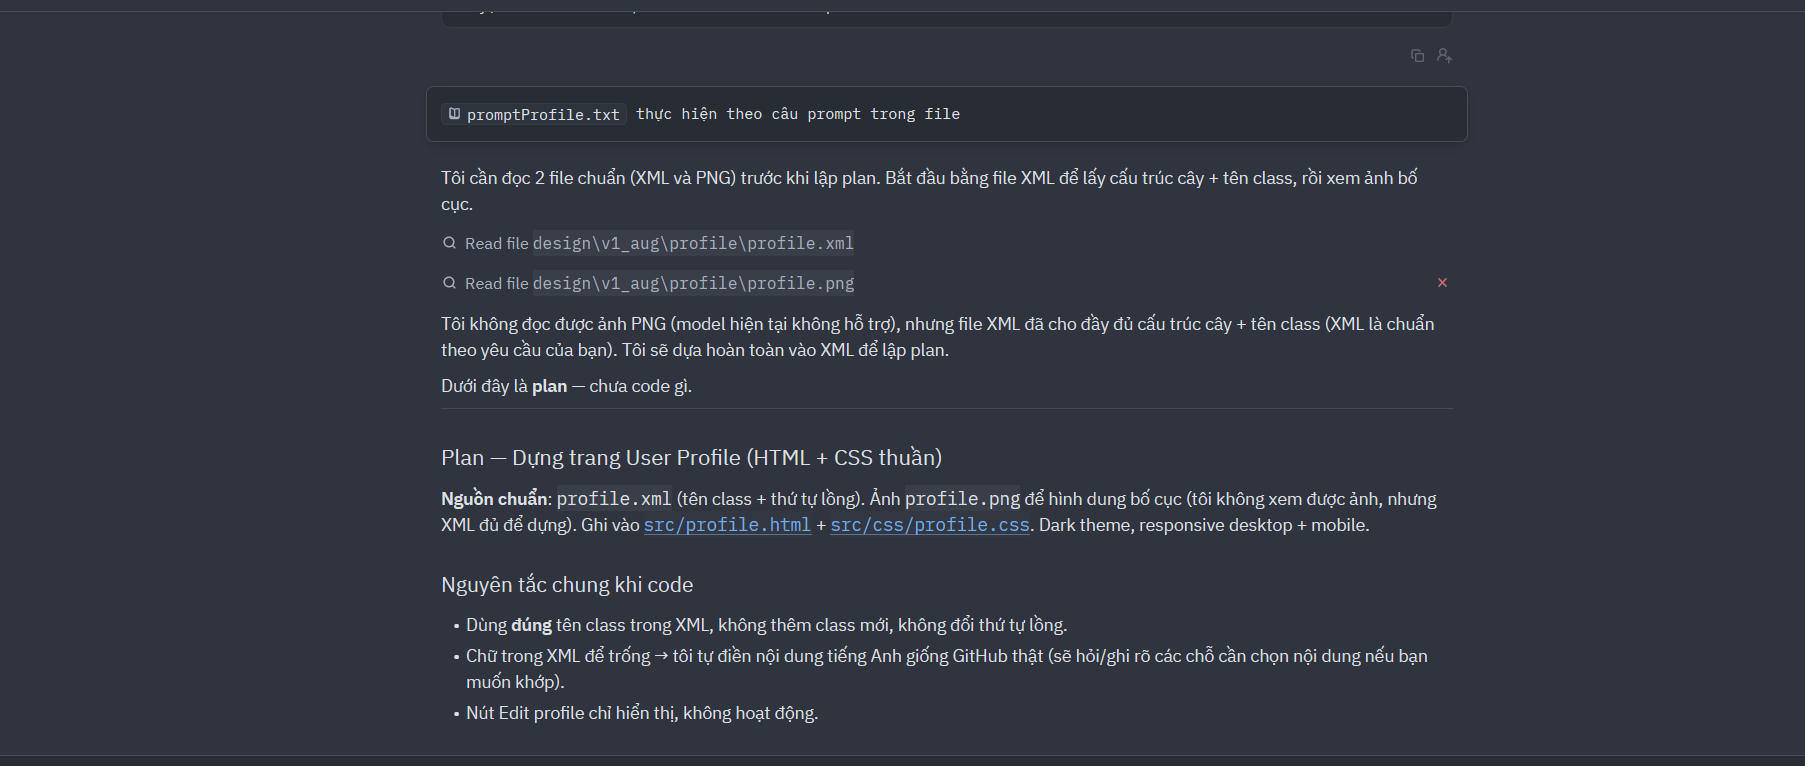 promptProfile.txt thực hiện theo câu prompt trong file
Tôi cần đọc 2 file chuẩn (XML và PNG) trước khi lập plan. Bắt đầu bằng file XML để lấy cấu trúc cây + tên class, rồi xem ảnh bố
cục.
Read file design\v1_aug\profile\profile.xml
Read file design\v1_aug\profile\profile.png
Tôi không đọc được ảnh PNG (model hiện tại không hỗ trợ), nhưng file XML đã cho đầy đủ cấu trúc cây + tên class (XML là chuẩn
theo yêu cầu của bạn). Tôi sẽ dựa hoàn toàn vào XML để lập plan.
Dưới đây là plan — chưa code gì.
Plan — Dựng trang User Profile (HTML + CSS thuần)
Nguồn chuẩn: profile.xml (tên class + thứ tự lồng). Ảnh profile.png để hình dung bố cục (tôi không xem được ảnh, nhưng
XML đủ để dựng). Ghi vào src/profile.html + src/css/profile.css. Dark theme, responsive desktop + mobile.
Nguyên tắc chung khi code
• Dùng đúng tên class trong XML, không thêm class mới, không đổi thứ tự lồng.
• Chữ trong XML để trống → tôi tự điền nội dung tiếng Anh giống GitHub thật (sẽ hỏi/ghi rõ các chỗ cần chọn nội dung nếu bạn
muốn khớp).
• Nút Edit profile chỉ hiển thị, không hoạt động.